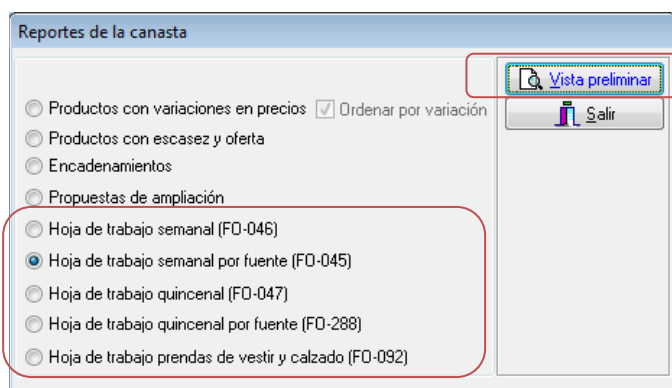 Reportes de la canasta
Vista preliminar
Productos con variaciones en precios Ordenar por variación
Salir
Productos con escasez y oferta
Encadenamientos
Propuestas de ampliación
Hoja de trabajo semanal (FO-046)
Hoja de trabajo semanal por fuente (FO-045)
Hoja de trabajo quincenal (FO-047)
Hoja de trabajo quincenal por fuente (FO-288)
Hoja de trabajo prendas de vestir y calzado (FO-092)